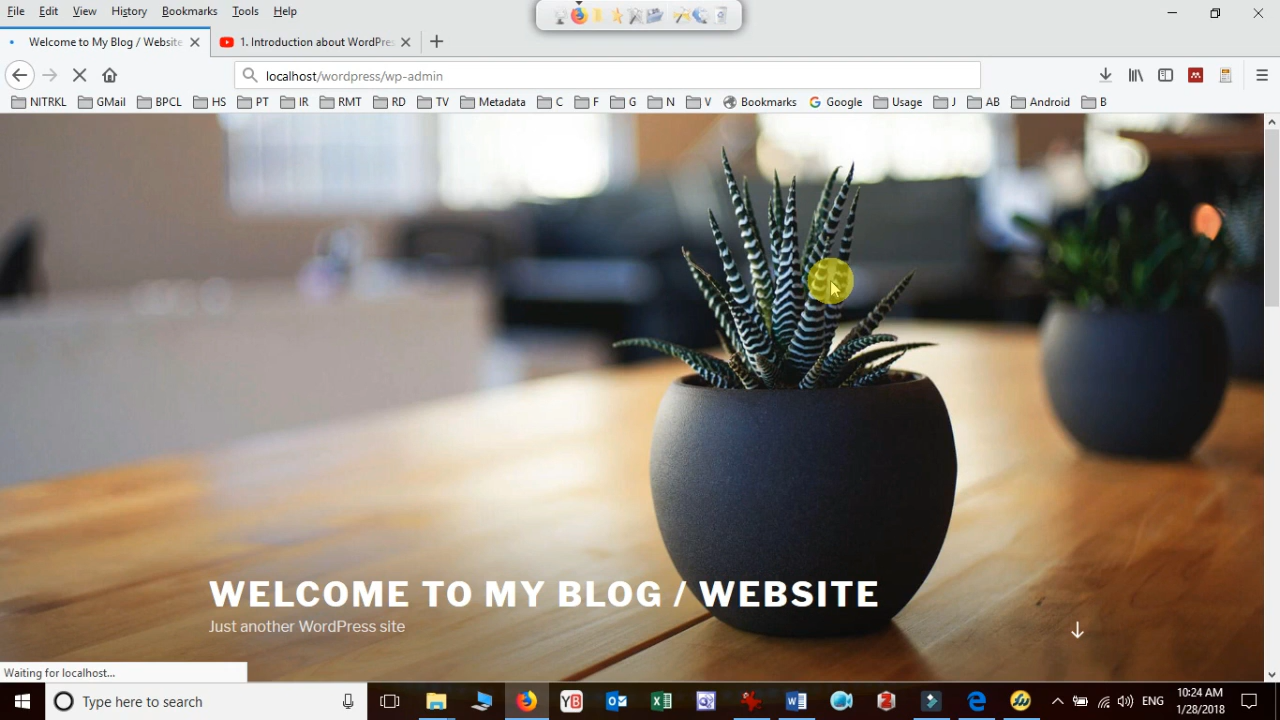 File Edit View History Bookmarks Tools Help
Welcome to My Blog / Website
1. Introduction about WordPres
localhost/wordpress/wp-admin
NITRKL GMail BPCL HS PT IR RMT RD TV Metadata C F G N V Bookmarks Google Usage J AB Android B
WELCOME TO MY BLOG / WEBSITE
Just another WordPress site
Waiting for localhost...
Type here to search
YB
ENG
10:24 AM
1/28/2018